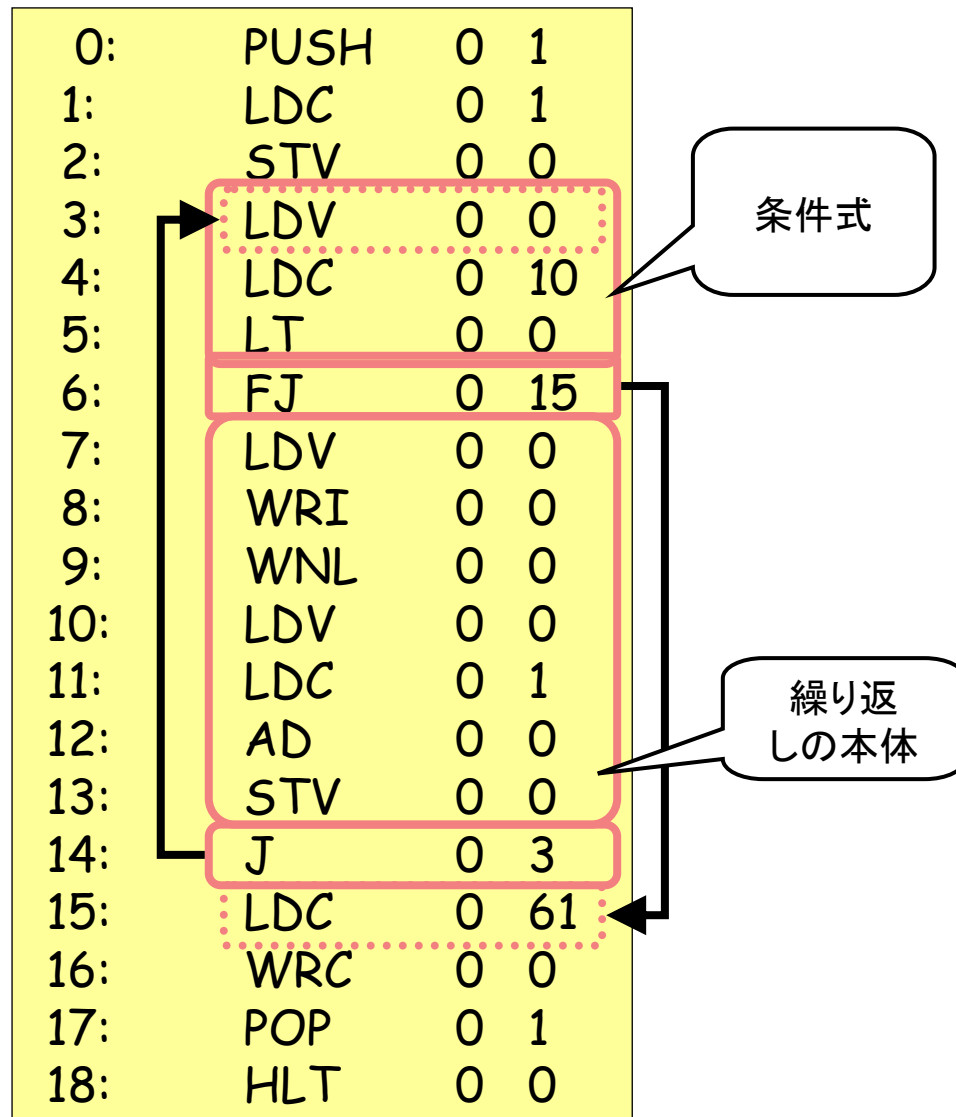 0: PUSH 0 1
1: LDC 0 1
2: STV 0 0
3: LDV 0 0
4: LDC 0 10
5: LT 0 0
6: FJ 0 15
7: LDV 0 0
8: WRI 0 0
9: WNL 0 0
10: LDV 0 0
11: LDC 0 1
12: AD 0 0
13: STV 0 0
14: J 0 3
15: LDC 0 61
16: WRC 0 0
17: POP 0 1
18: HLT 0 0
条件式
繰り返
しの本体